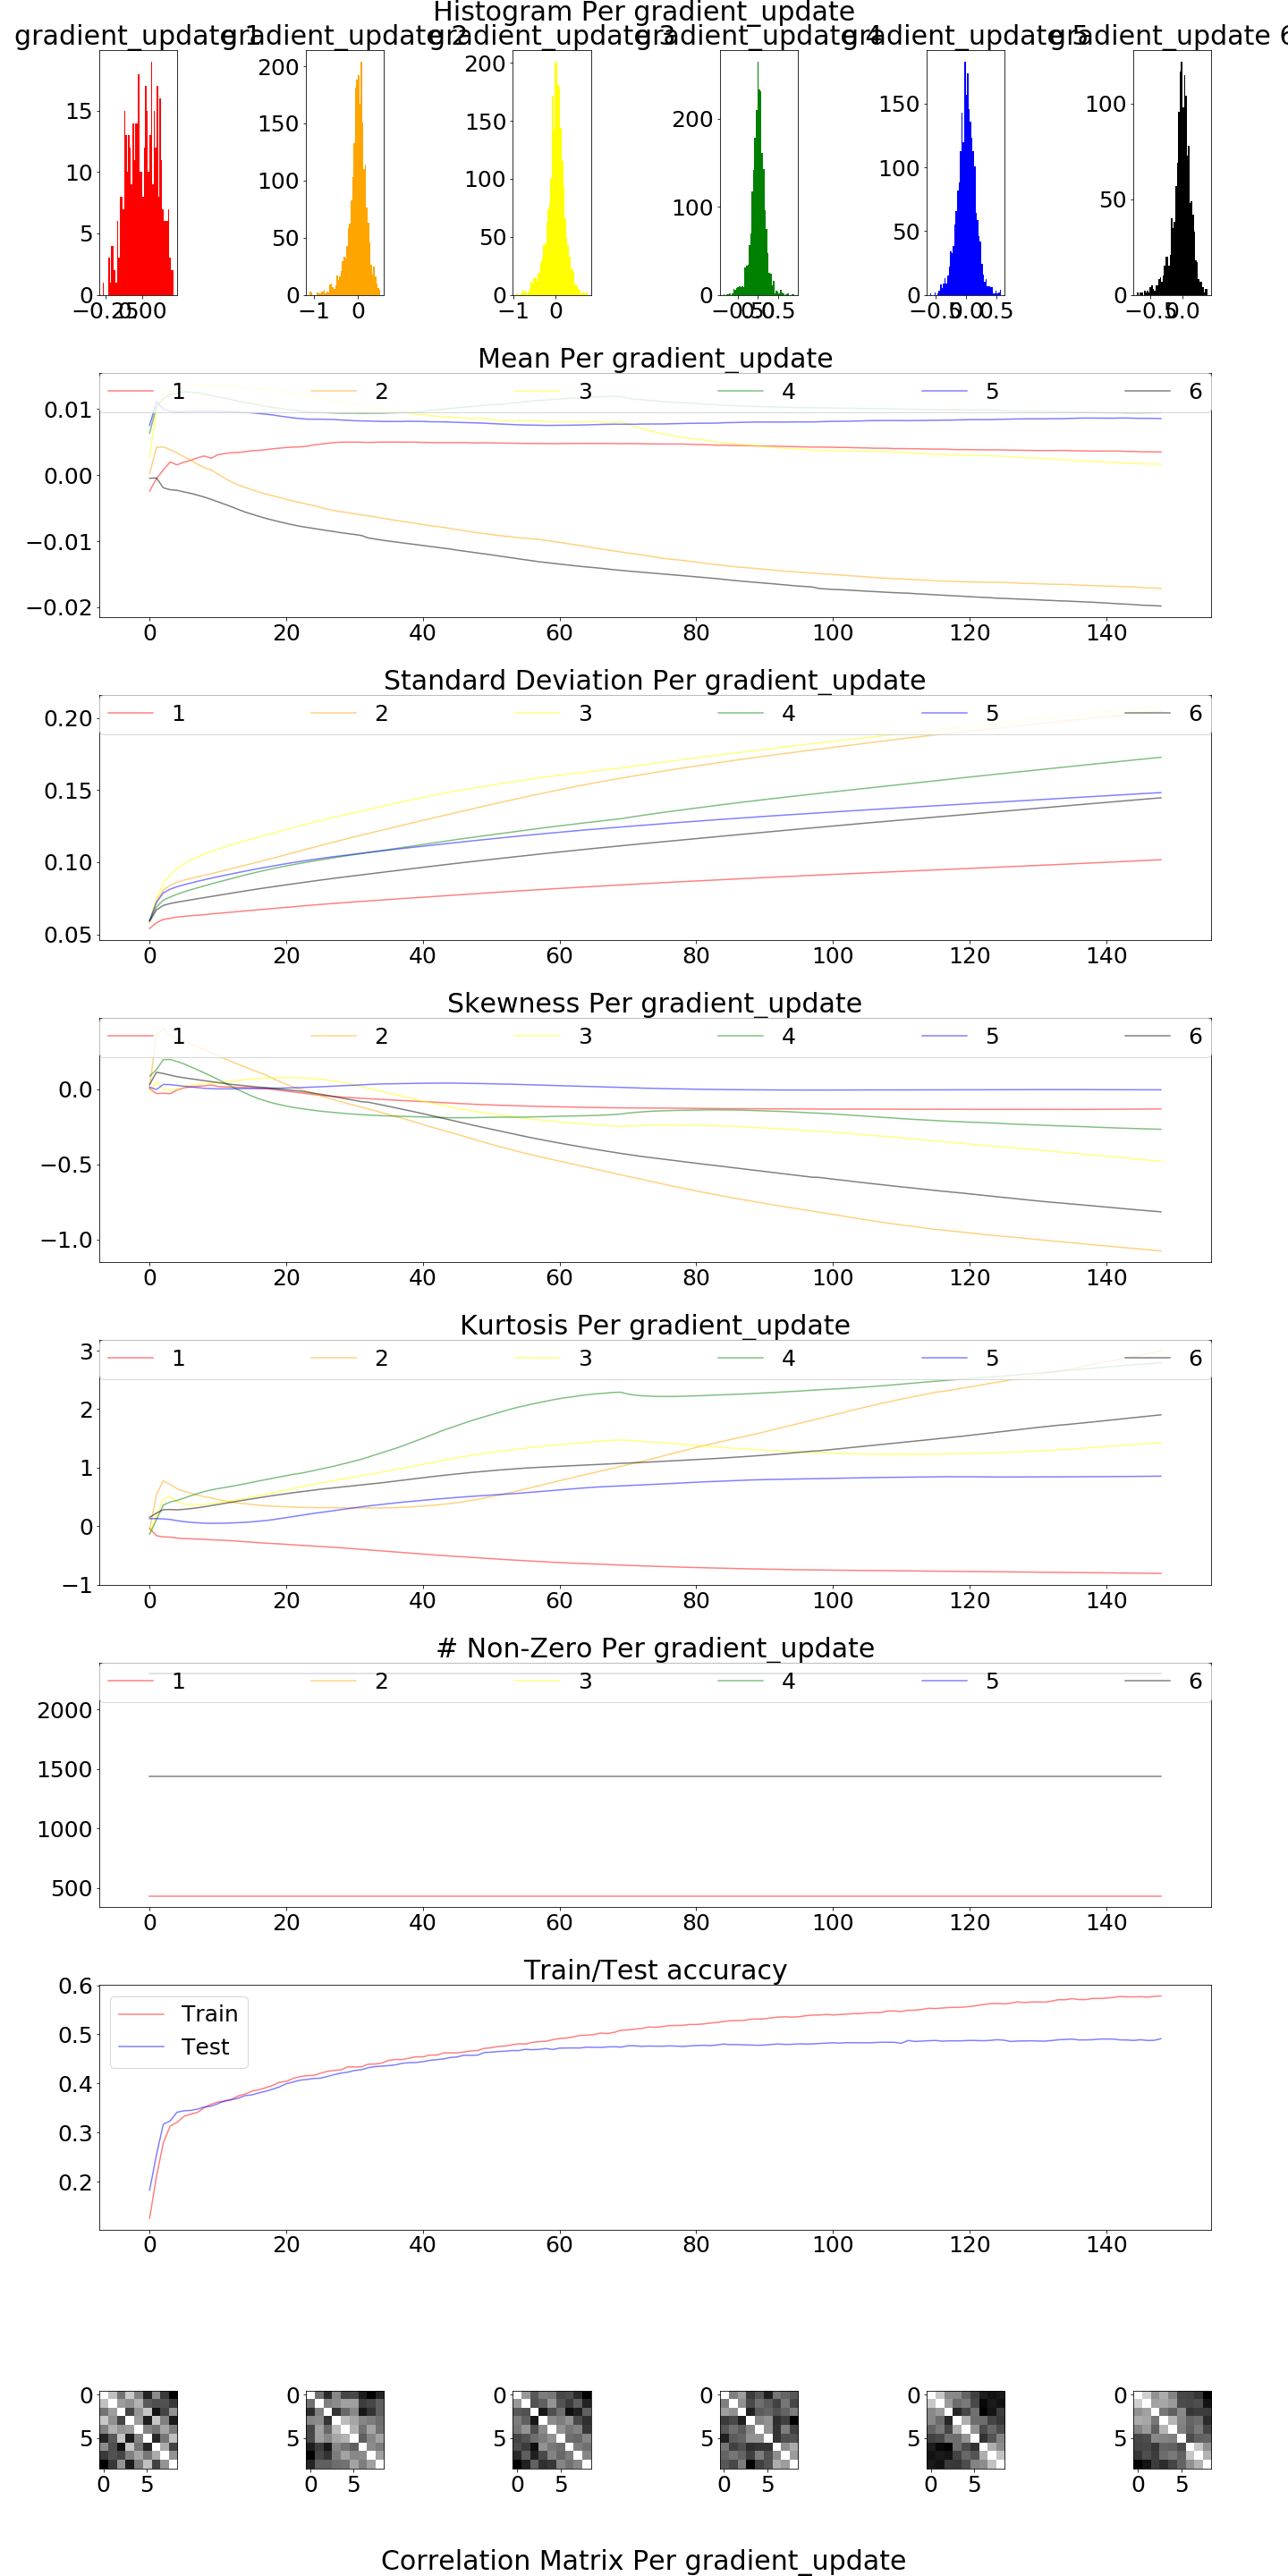 Histogram Per gradient_update
gradient_update 1 gradient_update 2 gradient_update 3 gradient_update 4 gradient_update 5 gradient_update 6
15 10 5 0
200 150 100 50 0
200 150 100 50 0
200 100 0
150 100 50 0
100 50 0
−0.25 0.00
−1 0
−1 0
−0.5 0.0 0.5
−0.5 0.0 0.5
−0.5 0.0
Mean Per gradient_update
1 2 3 4 5 6
0.01
0.00
−0.01
−0.02
0 20 40 60 80 100 120 140
Standard Deviation Per gradient_update
1 2 3 4 5 6
0.20
0.15
0.10
0.05
0 20 40 60 80 100 120 140
Skewness Per gradient_update
1 2 3 4 5 6
0.0
−0.5
−1.0
0 20 40 60 80 100 120 140
Kurtosis Per gradient_update
1 2 3 4 5 6
3
2
1
0
−1
0 20 40 60 80 100 120 140
# Non-Zero Per gradient_update
1 2 3 4 5 6
2000
1500
1000
500
0 20 40 60 80 100 120 140
Train/Test accuracy
Train
Test
0.6
0.5
0.4
0.3
0.2
0 20 40 60 80 100 120 140
0 0 0 0 0 0
5 5 5 5 5 5
0 5 0 5 0 5 0 5 0 5 0 5
Correlation Matrix Per gradient_update